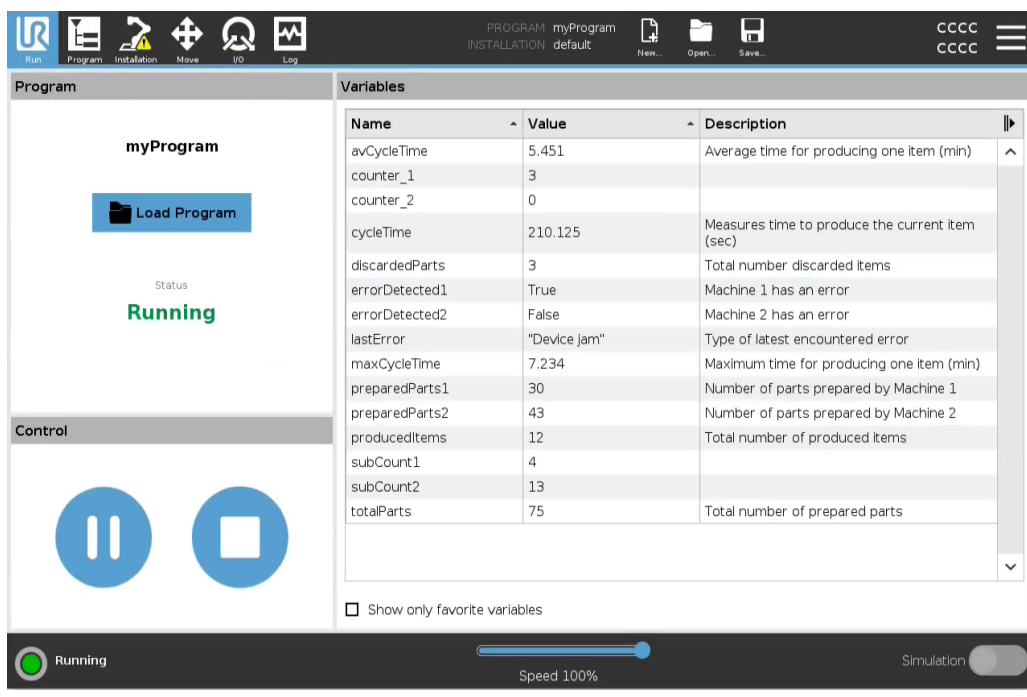 UR
Run
Program
Installation
Move
I/O
Log
PROGRAM myProgram
INSTALLATION default
New...
Open...
Save...
CCCC
CCCC
Program
myProgram
Load Program
Status
Running
Control
Variables
Name Value Description
avCycleTime 5.451 Average time for producing one item (min)
counter_1 3
counter_2 0
cycleTime 210.125 Measures time to produce the current item
(sec)
discardedParts 3 Total number discarded items
errorDetected1 True Machine 1 has an error
errorDetected2 False Machine 2 has an error
lastError "Device jam" Type of latest encountered error
maxCycleTime 7.234 Maximum time for producing one item (min)
preparedParts1 30 Number of parts prepared by Machine 1
preparedParts2 43 Number of parts prepared by Machine 2
producedItems 12 Total number of produced items
subCount1 4
subCount2 13
totalParts 75 Total number of prepared parts
Show only favorite variables
Running
Speed 100%
Simulation